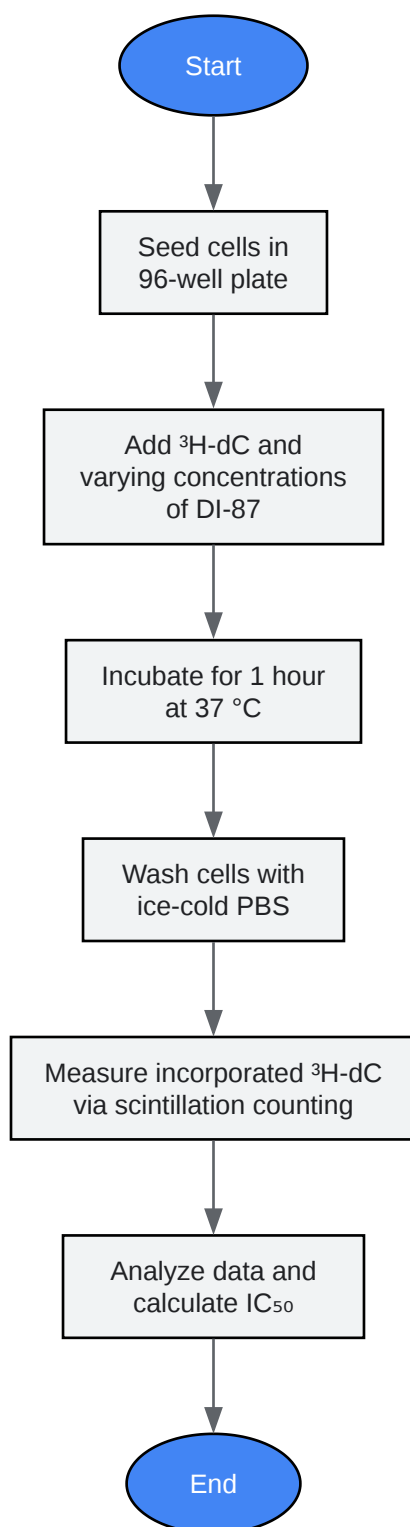 Start
Seed cells in
96-well plate
Add ³H-dC and
varying concentrations
of DI-87
Incubate for 1 hour
at 37 °C
Wash cells with
ice-cold PBS
Measure incorporated ³H-dC
via scintillation counting
Analyze data and
calculate IC₅₀
End